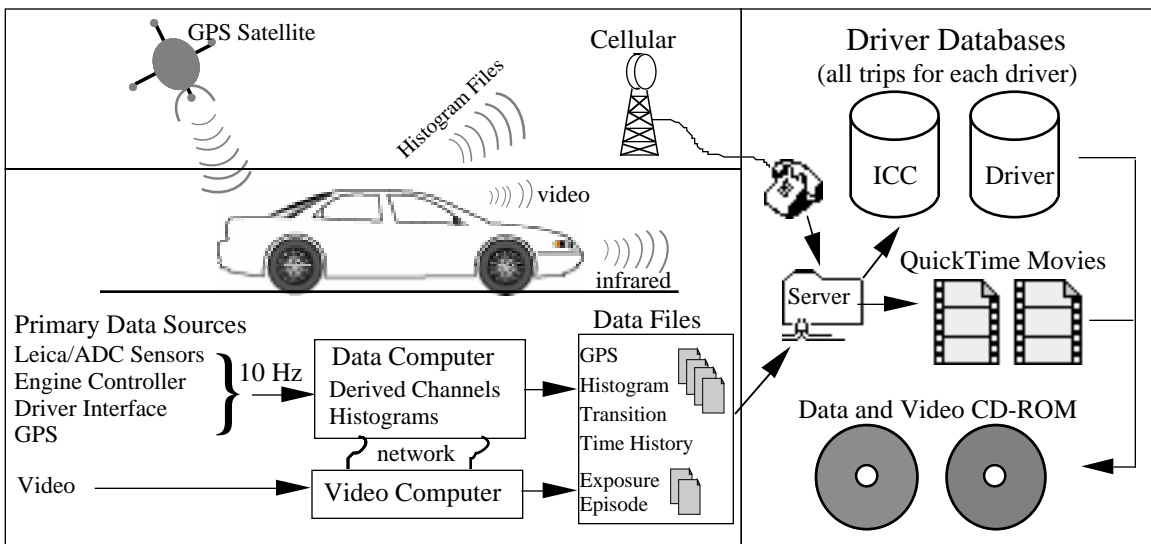 GPS Satellite
Histogram Files
Cellular
video
infrared
Primary Data Sources
Leica/ADC Sensors
Engine Controller
Driver Interface
GPS
10 Hz
Data Computer
Derived Channels
Histograms
network
Video
Video Computer
Data Files
GPS
Histogram
Transition
Time History
Exposure
Episode
Driver Databases
(all trips for each driver)
ICC
Driver
Server
QuickTime Movies
Data and Video CD-ROM